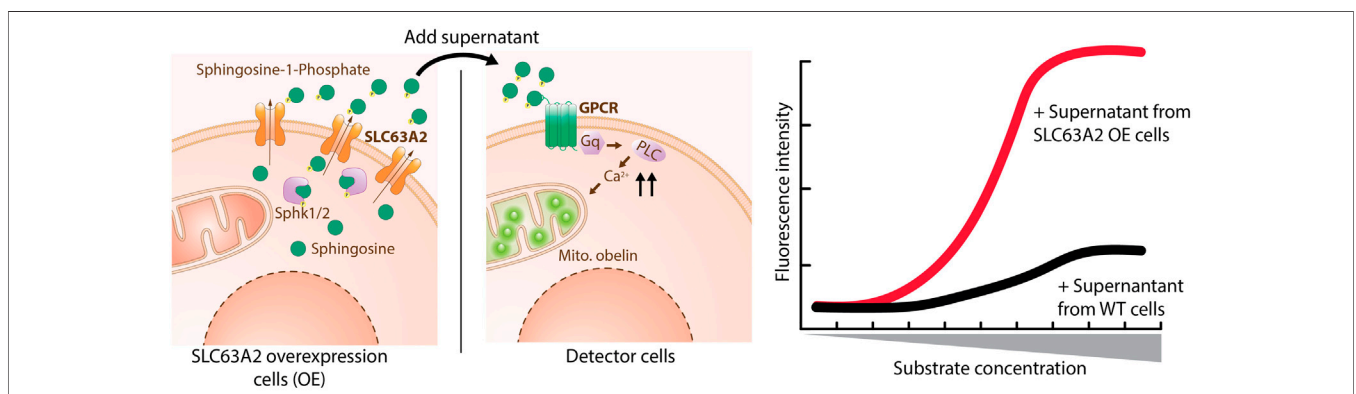 Add supernatant
Sphingosine-1-Phosphate
SLC63A2
Sphk1/2
Sphingosine
SLC63A2 overexpression
cells (OE)
GPCR
Gq
PLC
Ca²⁺
Mito. obelin
Detector cells
Fluorescence intensity
+ Supernatant from
SLC63A2 OE cells
+ Supernantant
from WT cells
Substrate concentration